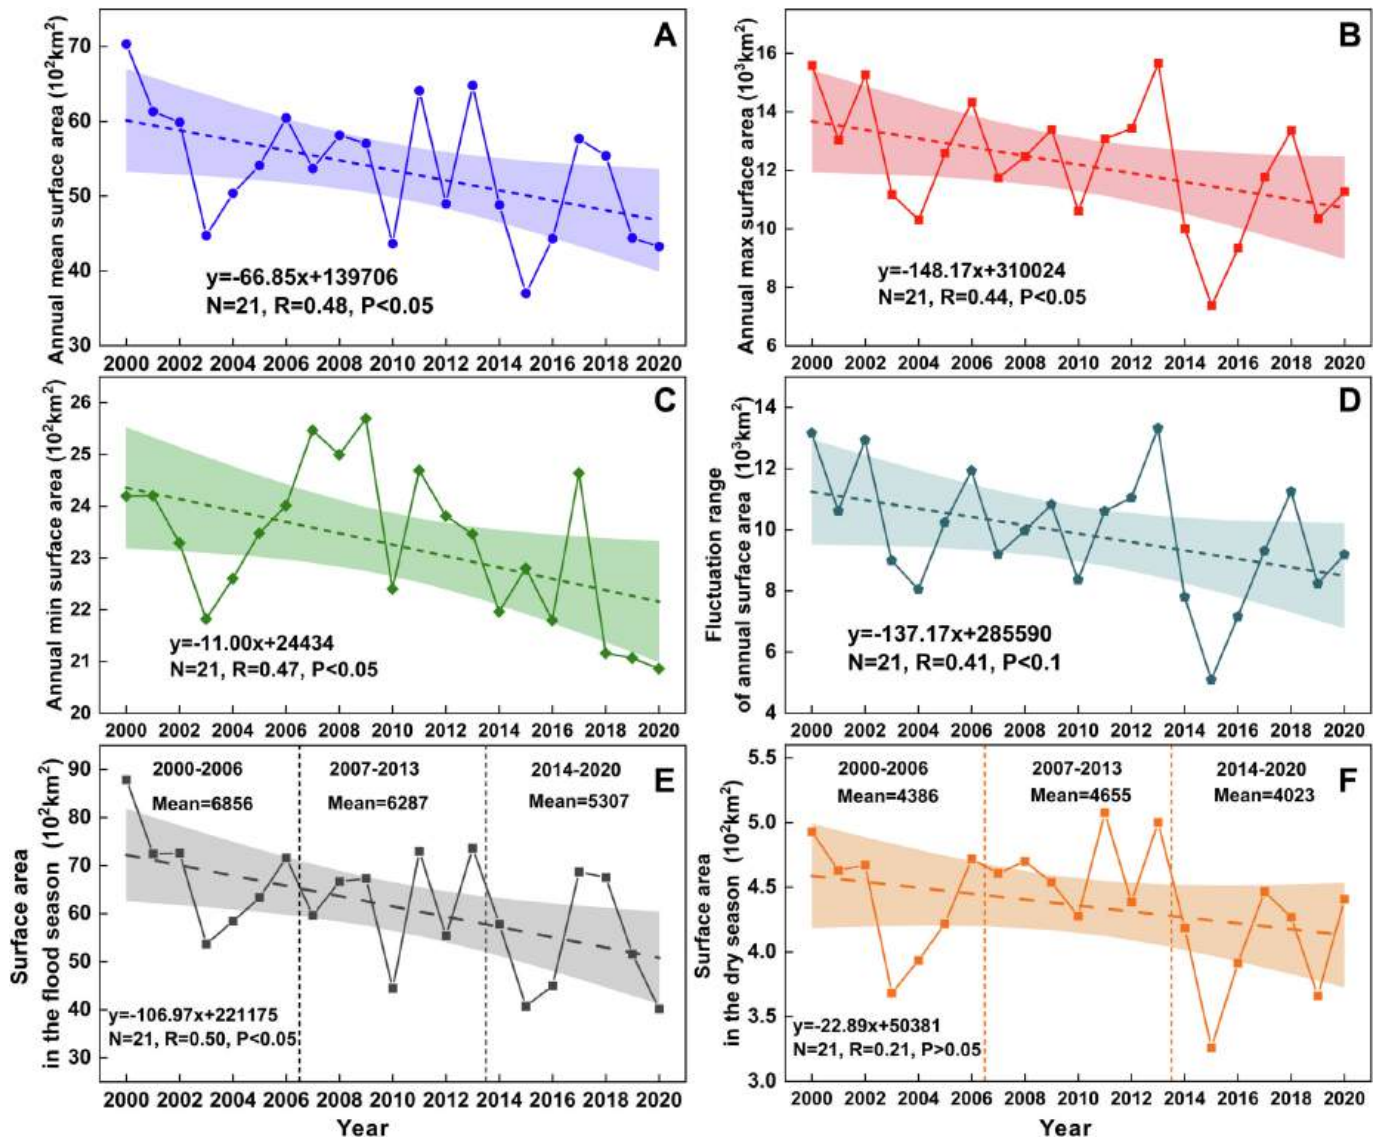 A
Annual mean surface area (10²km²)
70
60
50
40
30
y=-66.85x+139706
N=21, R=0.48, P<0.05
2000 2002 2004 2006 2008 2010 2012 2014 2016 2018 2020
B
Annual max surface area (10³km²)
16
14
12
10
8
6
y=-148.17x+310024
N=21, R=0.44, P<0.05
2000 2002 2004 2006 2008 2010 2012 2014 2016 2018 2020
C
Annual min surface area (10²km²)
26
25
24
23
22
21
20
y=-11.00x+24434
N=21, R=0.47, P<0.05
2000 2002 2004 2006 2008 2010 2012 2014 2016 2018 2020
D
Fluctuation range
of annual surface area (10³km²)
14
12
10
8
6
4
y=-137.17x+285590
N=21, R=0.41, P<0.1
2000 2002 2004 2006 2008 2010 2012 2014 2016 2018 2020
E
Surface area
in the flood season (10²km²)
90
80
70
60
50
40
30
2000-2006 2007-2013 2014-2020
Mean=6856 Mean=6287 Mean=5307
y=-106.97x+221175
N=21, R=0.50, P<0.05
2000 2002 2004 2006 2008 2010 2012 2014 2016 2018 2020
Year
F
Surface area
in the dry season (10²km²)
5.5
5.0
4.5
4.0
3.5
3.0
2000-2006 2007-2013 2014-2020
Mean=4386 Mean=4655 Mean=4023
y=-22.89x+50381
N=21, R=0.21, P>0.05
2000 2002 2004 2006 2008 2010 2012 2014 2016 2018 2020
Year